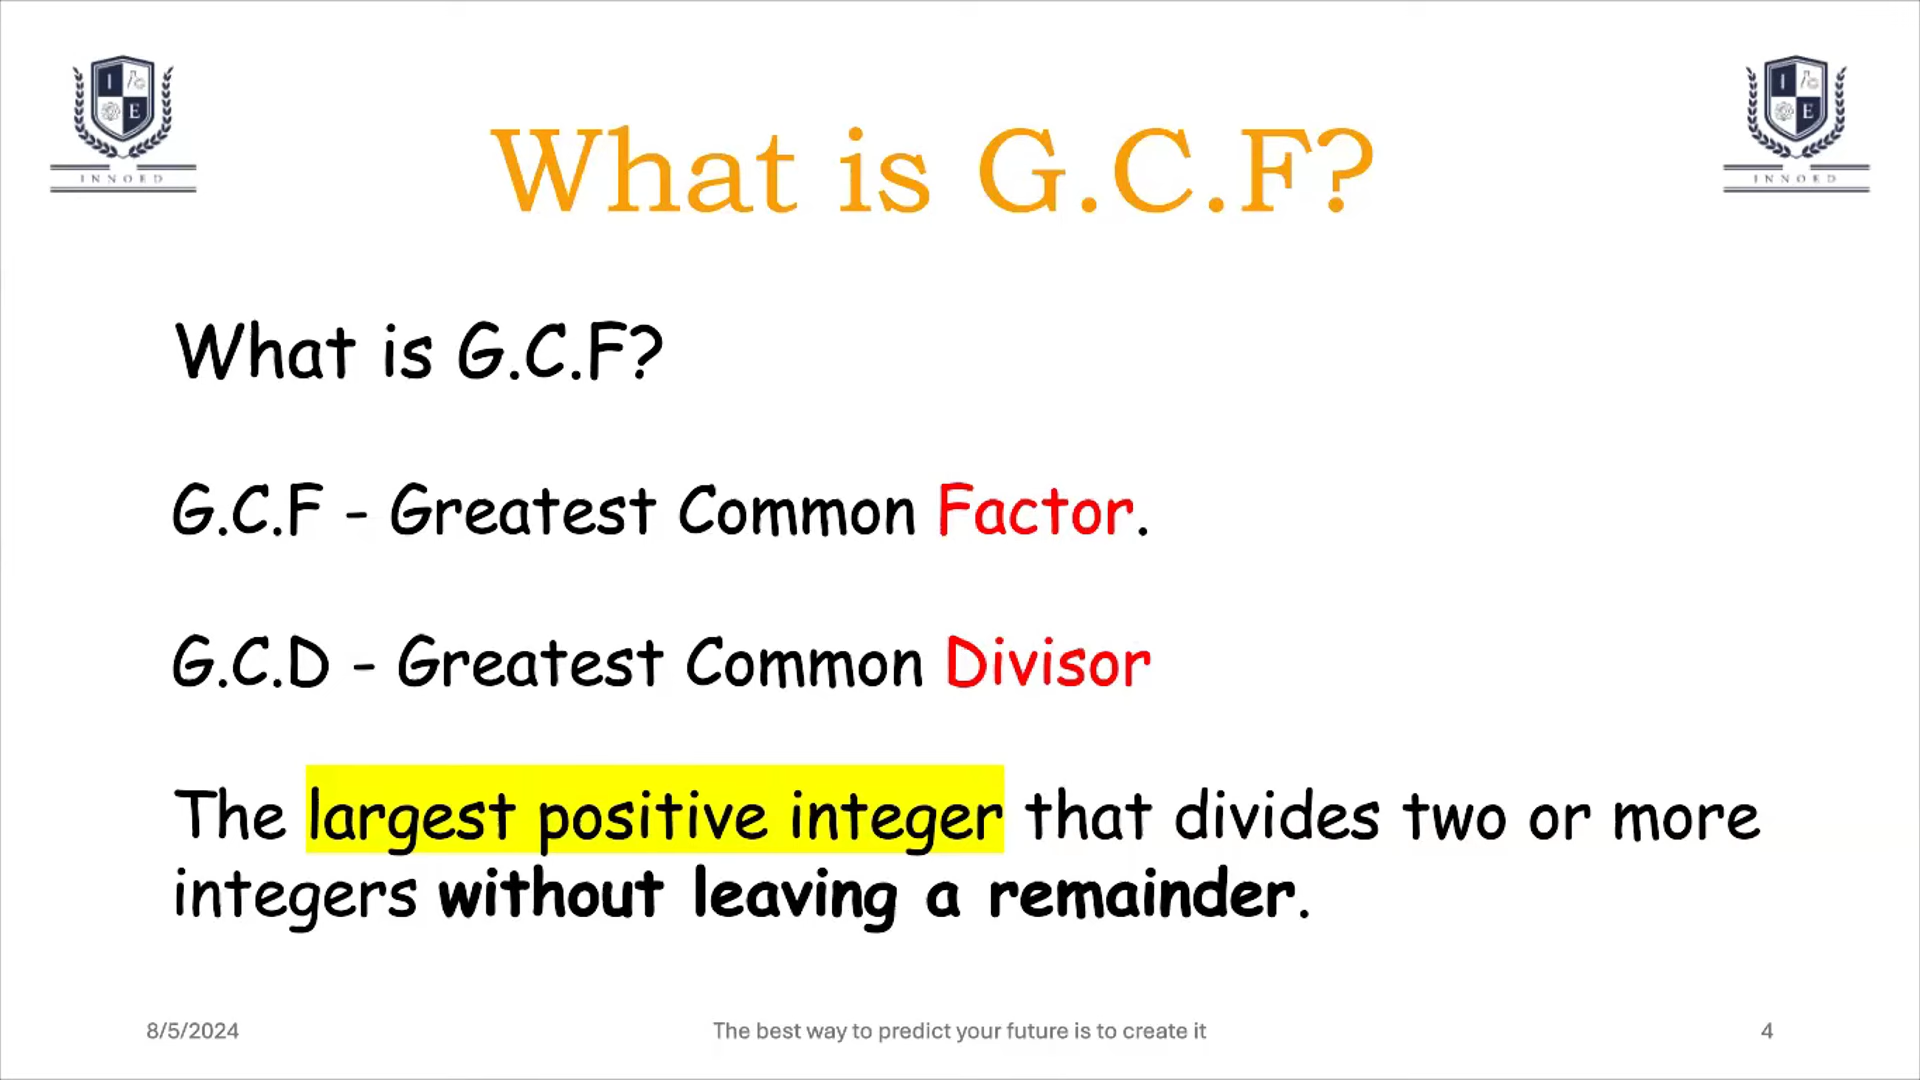 I
E
INNOED
I
E
INNOED
What is G.C.F?
What is G.C.F?
G.C.F - Greatest Common Factor.
G.C.D - Greatest Common Divisor
The largest positive integer that divides two or more
integers without leaving a remainder.
8/5/2024
The best way to predict your future is to create it
4